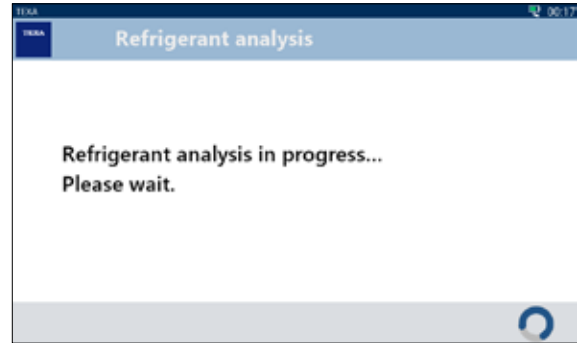 TEXA
00:17
TEXA
Refrigerant analysis
Refrigerant analysis in progress...
Please wait.